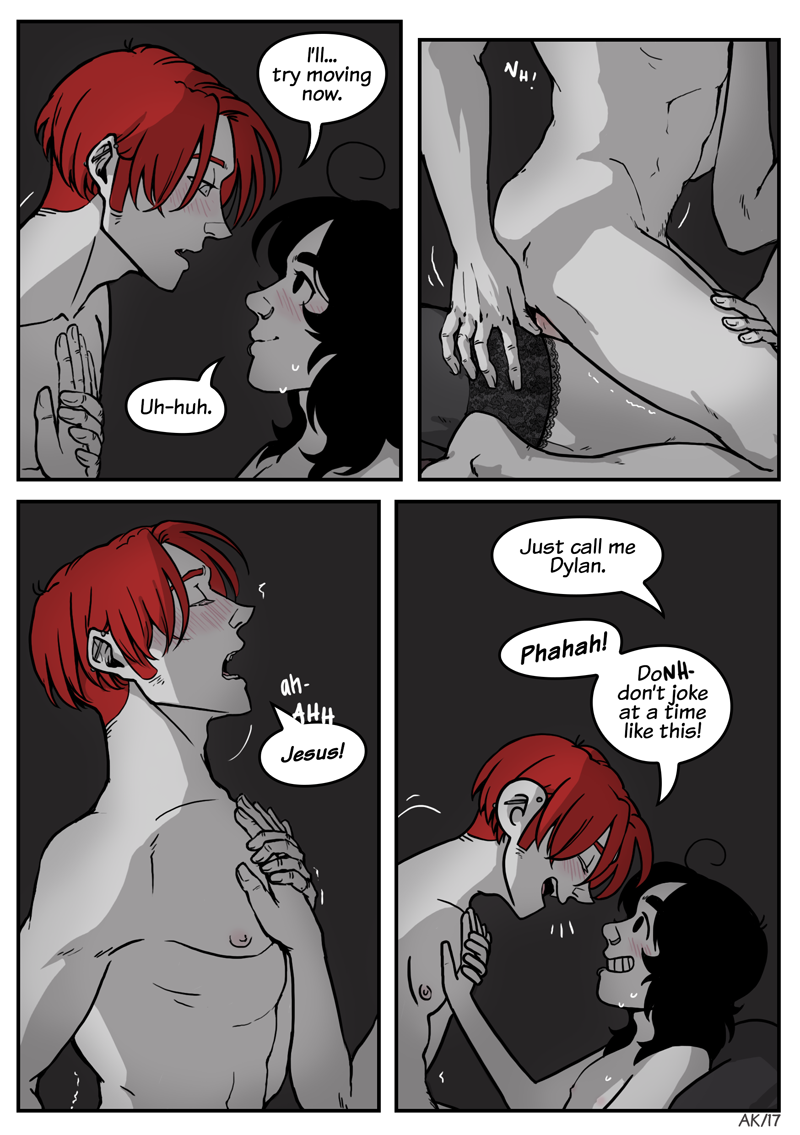 I'll...
try moving
now.
Uh-huh.
NH!
ah-
AHH
Jesus!
Just call me
Dylan.
Phahah!
DoNH-
don't joke
at a time
like this!
AK/17